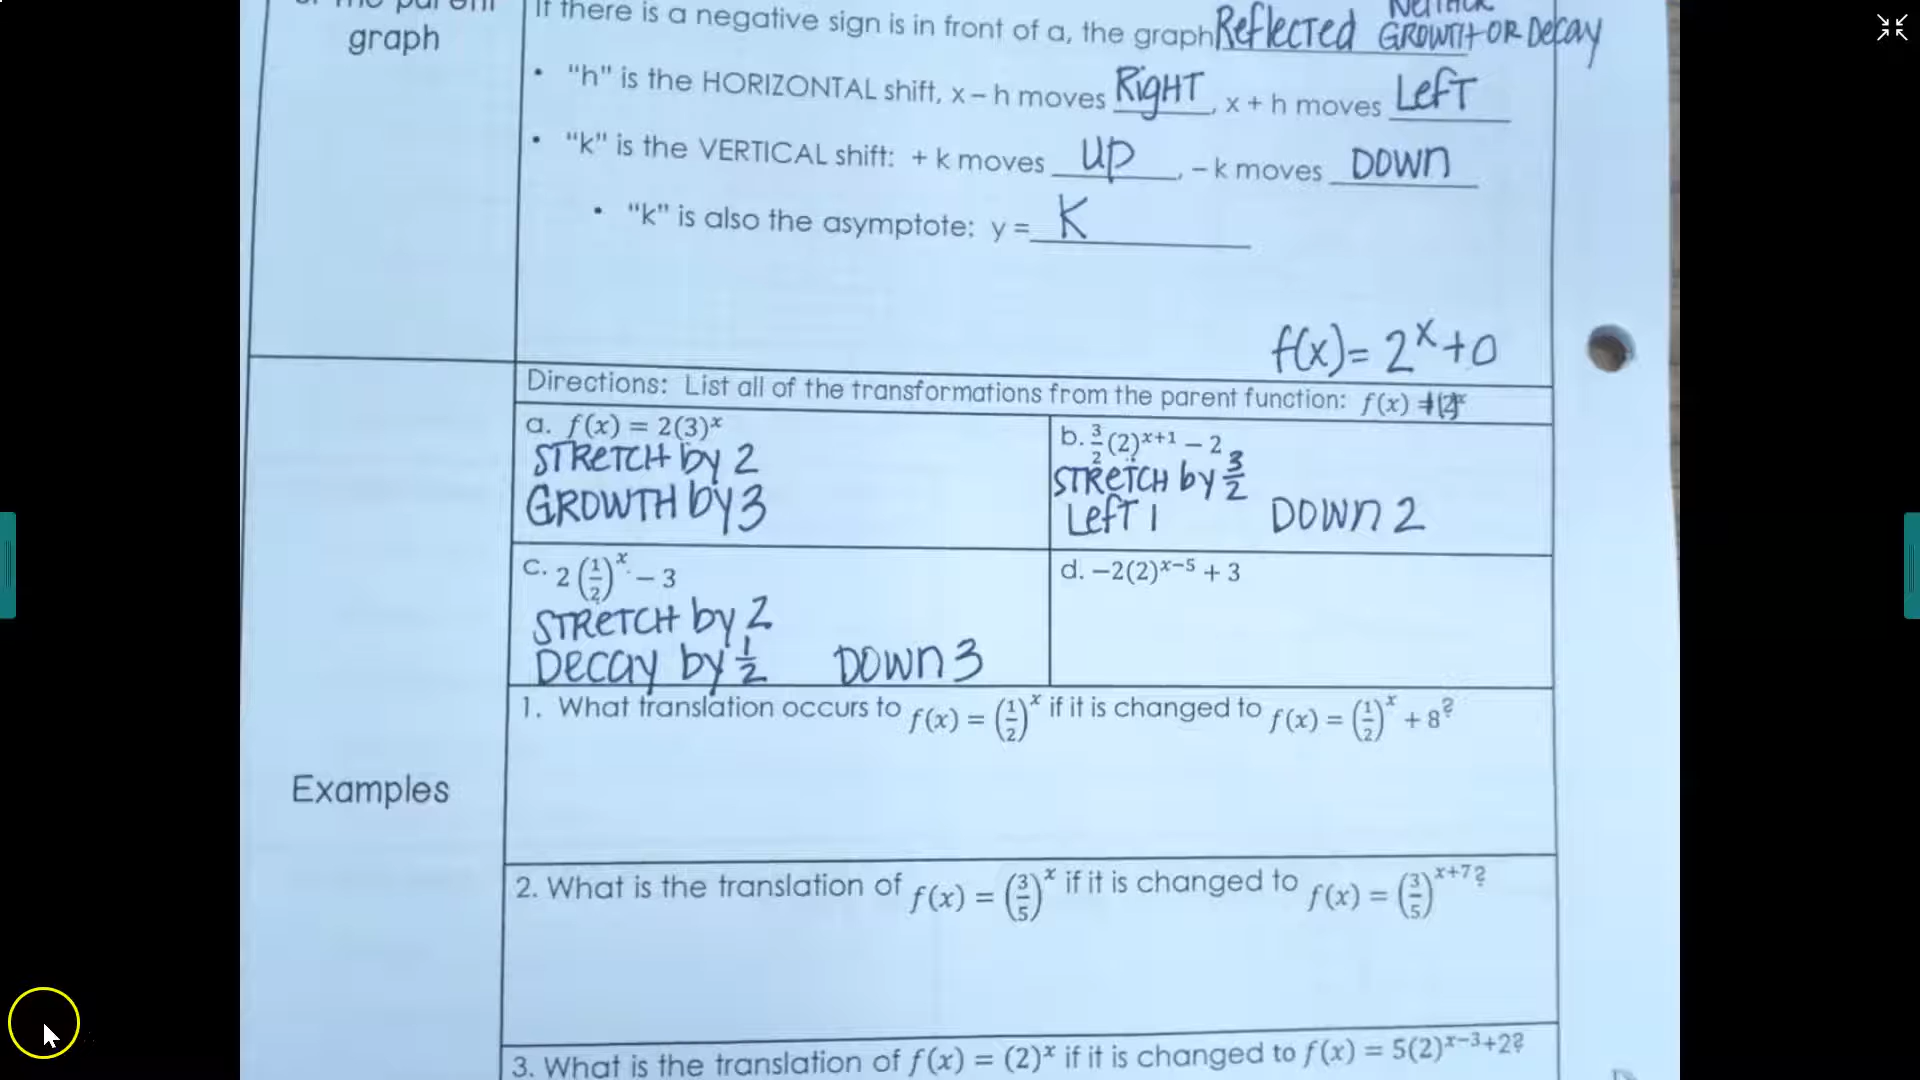 graph
If there is a negative sign is in front of a, the graph Reflected GROWTH OR Decay
• "h" is the HORIZONTAL shift, x – h moves RigHT, x + h moves LefT
• "k" is the VERTICAL shift: + k moves UP, – k moves DOWN
• "k" is also the asymptote: y = K
f(x)= 2^x+0
Directions: List all of the transformations from the parent function: f(x)
a. f(x) = 2(3)^x
STReTCH by 2
GROWTH by 3
b. 3/2 (2)^{x+1} – 2
STReTCH by 3/2
LefT 1 DOWN 2
c. 2 (1/2)^x – 3
STReTCH by 2
Decay by 1/2 DOWN 3
d. –2(2)^{x–5} + 3
1. What translation occurs to f(x) = (1/2)^x if it is changed to f(x) = (1/2)^x + 8?
Examples
2. What is the translation of f(x) = (3/5)^x if it is changed to f(x) = (3/5)^{x+7}?
3. What is the translation of f(x) = (2)^x if it is changed to f(x) = 5(2)^{x–3}+2?